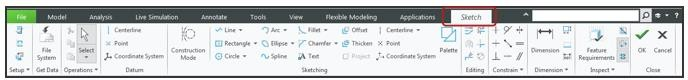 File Model Analysis Live Simulation Annotate Tools View Flexible Modeling Applications Sketch
File System
Select
Centerline
Point
Coordinate System
Construction Mode
Line Arc Fillet Offset Centerline
Rectangle Ellipse Chamfer Thicken Point
Circle Spline Text Project Coordinate System
Palette
Dimension
Feature Requirements
OK Cancel
Setup Get Data Operations Datum Sketching Editing Constrain Dimension Inspect Close